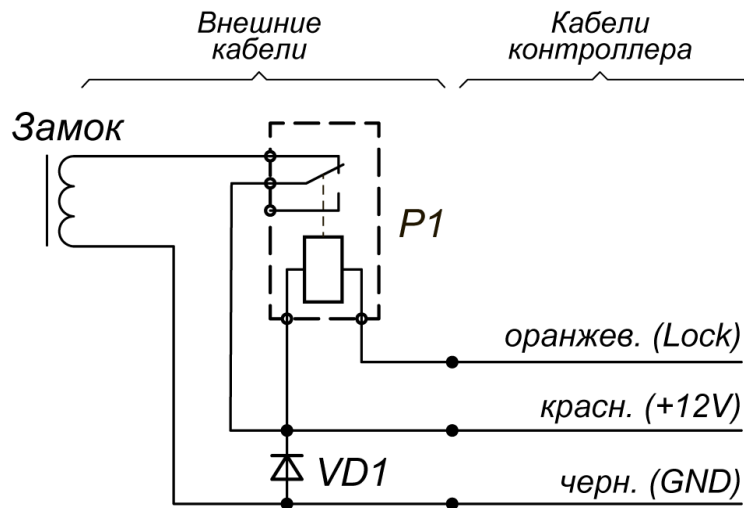 Внешние
кабели
Кабели
контроллера
Замок
P1
оранжев. (Lock)
красн. (+12V)
VD1
черн. (GND)